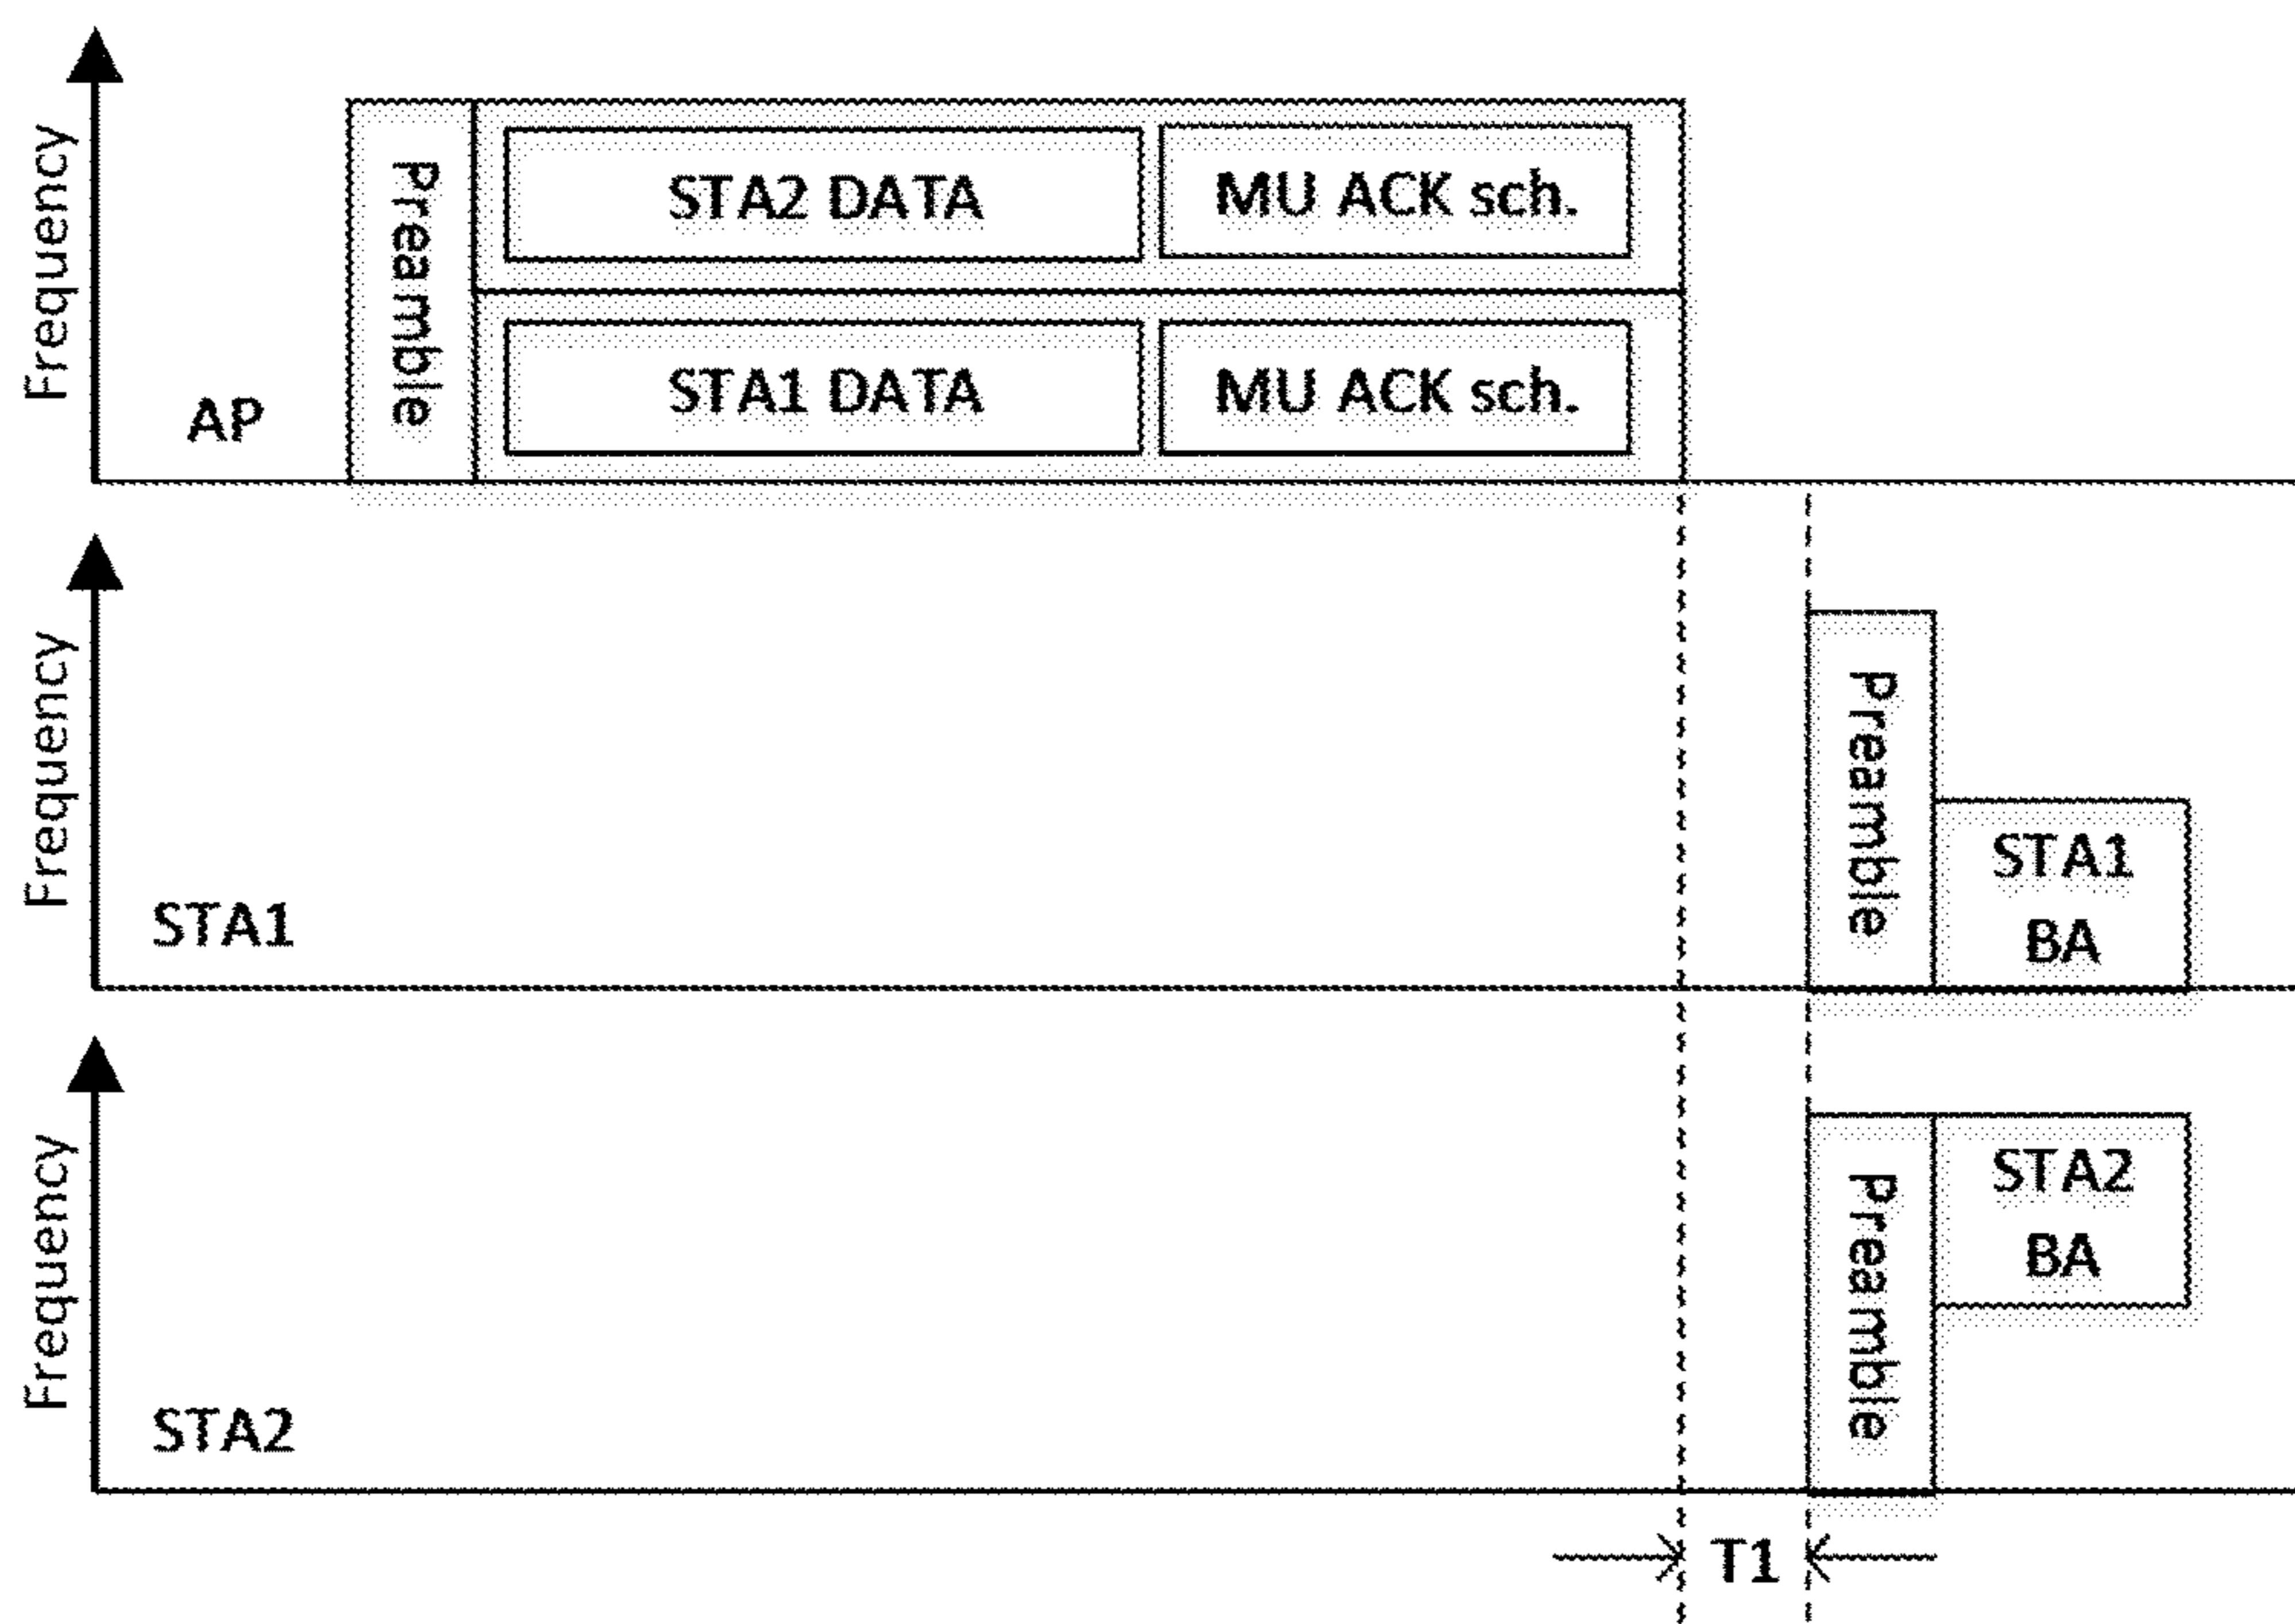 Frequency
AP
Preamble
STA2 DATA
MU ACK sch.
STA1 DATA
MU ACK sch.
Frequency
STA1
Preamble
STA1
BA
Frequency
STA2
Preamble
STA2
BA
T1